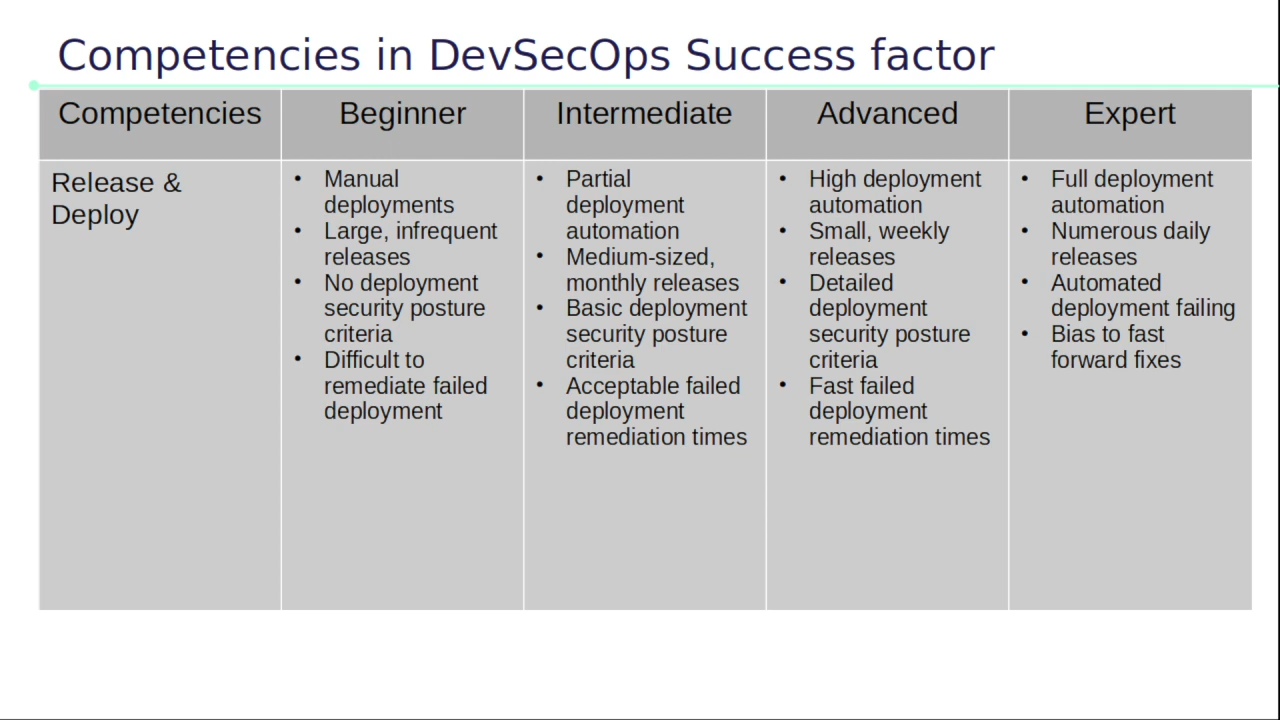 Competencies in DevSecOps Success factor
Competencies
Beginner
Intermediate
Advanced
Expert
Release &
Deploy
• Manual
deployments
• Large, infrequent
releases
• No deployment
security posture
criteria
• Difficult to
remediate failed
deployment
• Partial
deployment
automation
• Medium-sized,
monthly releases
• Basic deployment
security posture
criteria
• Acceptable failed
deployment
remediation times
• High deployment
automation
• Small, weekly
releases
• Detailed
deployment
security posture
criteria
• Fast failed
deployment
remediation times
• Full deployment
automation
• Numerous daily
releases
• Automated
deployment failing
• Bias to fast
forward fixes